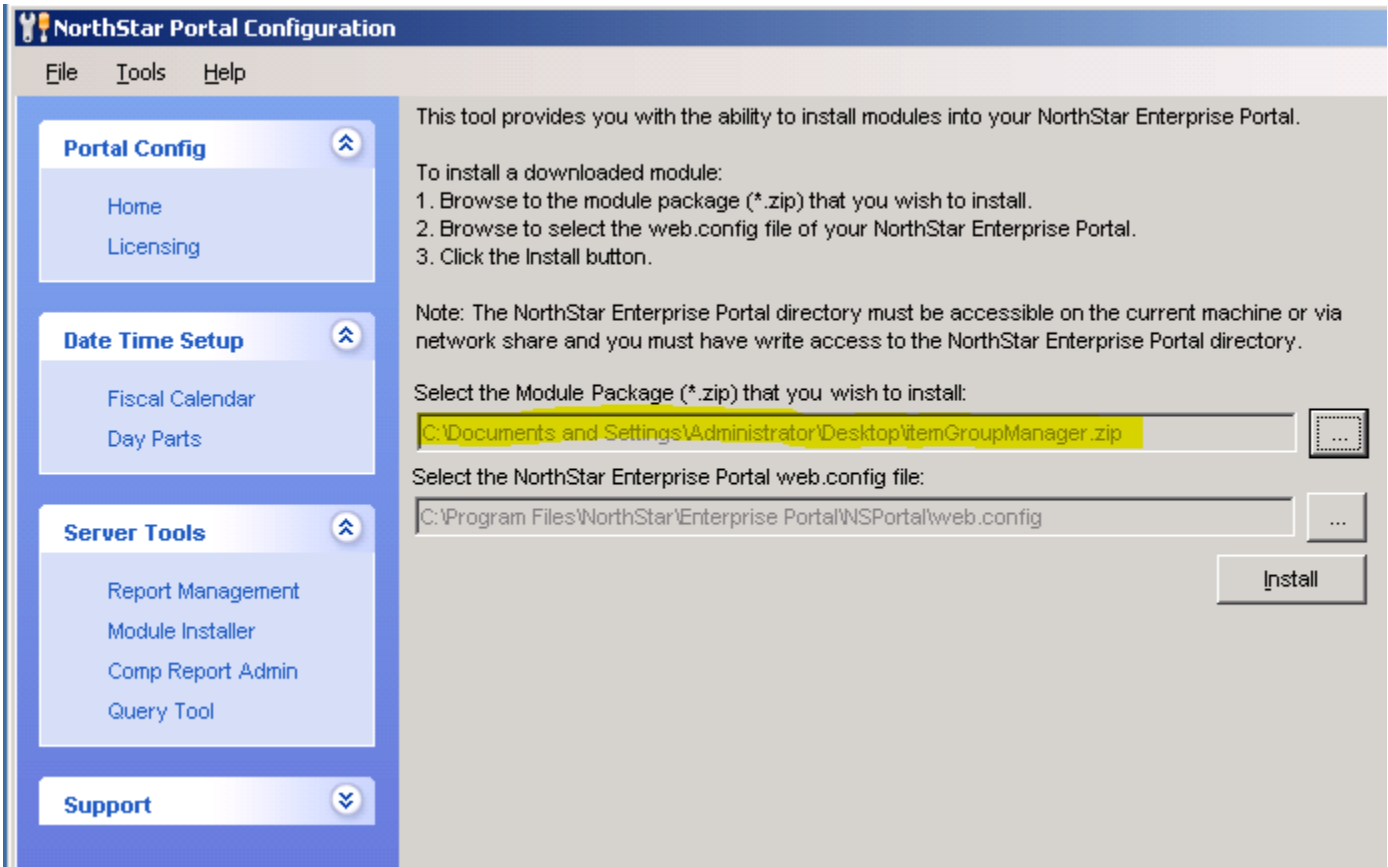 NorthStar Portal Configuration
File Tools Help
Portal Config
Home
Licensing
Date Time Setup
Fiscal Calendar
Day Parts
Server Tools
Report Management
Module Installer
Comp Report Admin
Query Tool
Support
This tool provides you with the ability to install modules into your NorthStar Enterprise Portal.
To install a downloaded module:
1. Browse to the module package (*.zip) that you wish to install.
2. Browse to select the web.config file of your NorthStar Enterprise Portal.
3. Click the Install button.
Note: The NorthStar Enterprise Portal directory must be accessible on the current machine or via
network share and you must have write access to the NorthStar Enterprise Portal directory.
Select the Module Package (*.zip) that you wish to install:
C:\Documents and Settings\Administrator\Desktop\itemGroupManager.zip
...
Select the NorthStar Enterprise Portal web.config file:
C:\Program Files\NorthStar\Enterprise Portal\NSPortal\web.config
...
Install